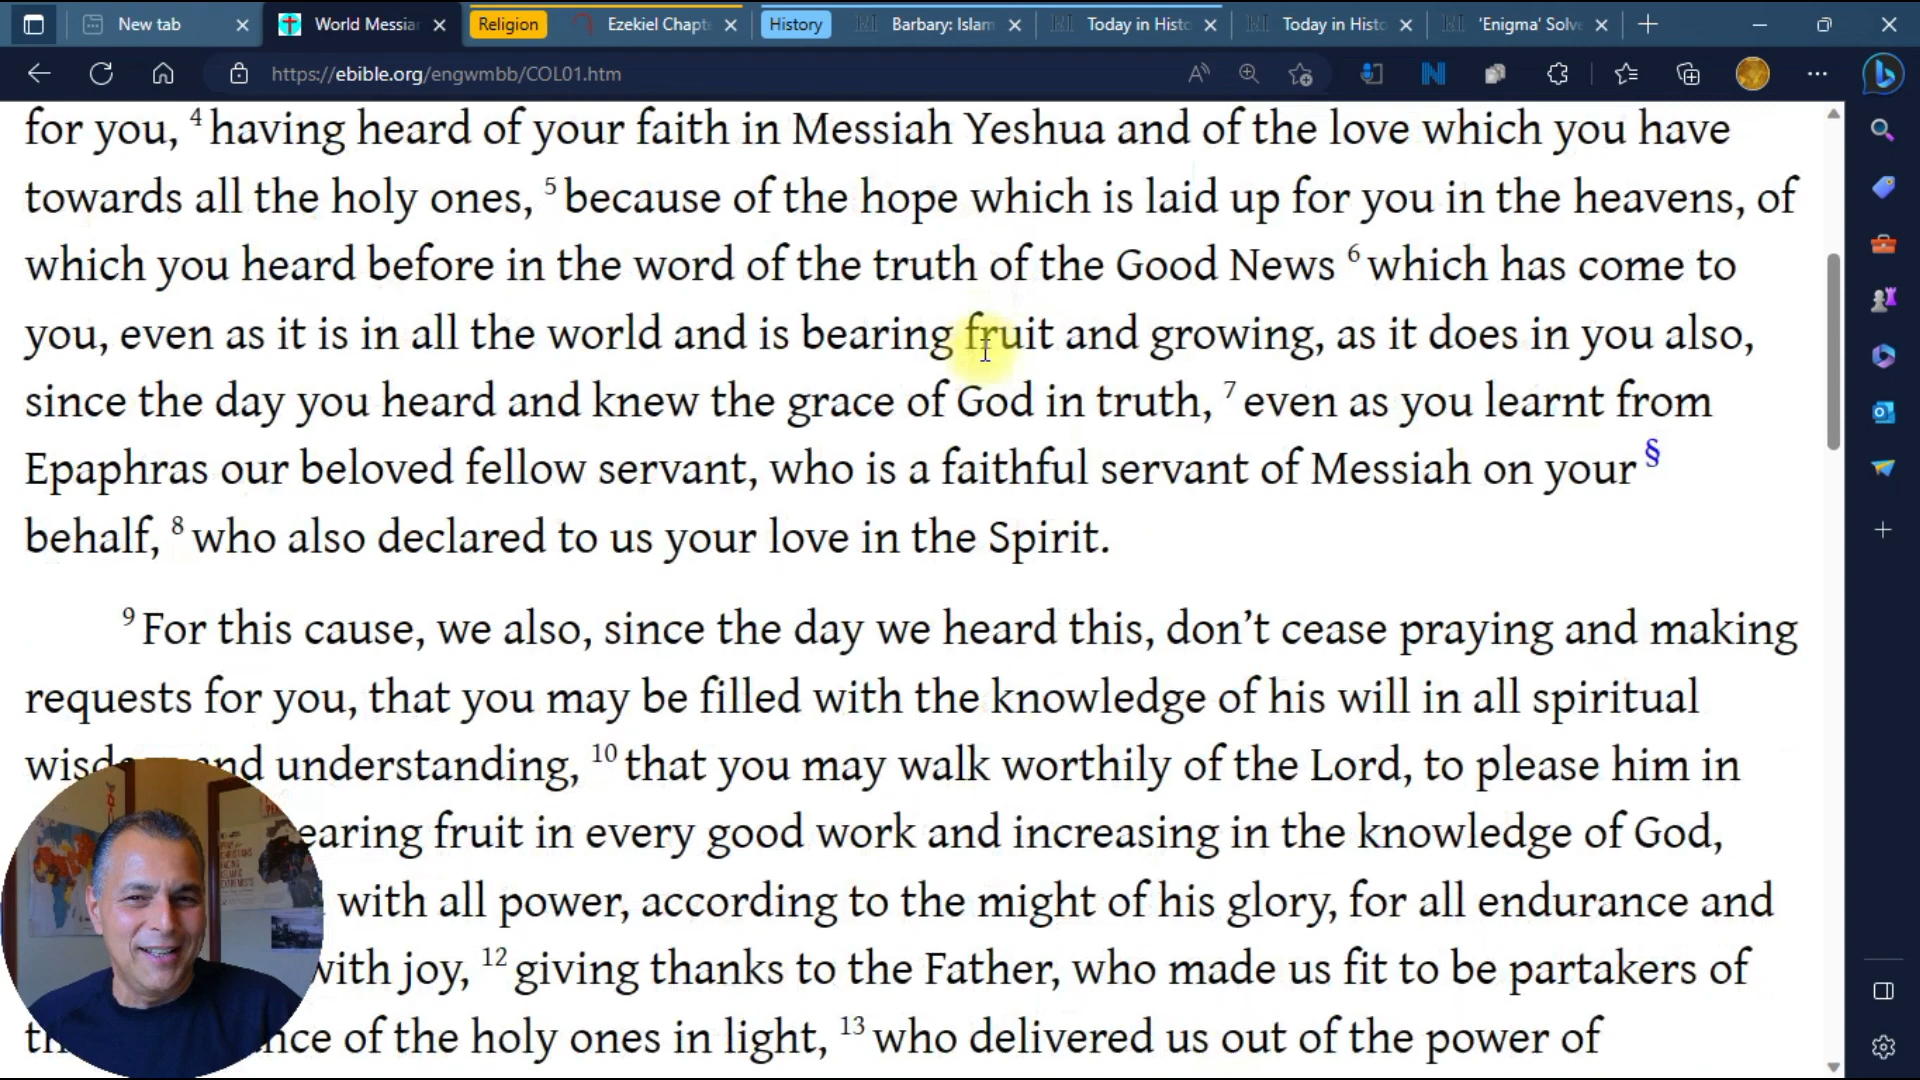 New tab
World Messia
Religion
Ezekiel Chapt
History
Barbary: Islam
Today in Histo
Today in Histo
'Enigma' Solve
https://ebible.org/engwmbb/COL01.htm
for you, 4 having heard of your faith in Messiah Yeshua and of the love which you have
towards all the holy ones, 5 because of the hope which is laid up for you in the heavens, of
which you heard before in the word of the truth of the Good News 6 which has come to
you, even as it is in all the world and is bearing fruit and growing, as it does in you also,
since the day you heard and knew the grace of God in truth, 7 even as you learnt from
Epaphras our beloved fellow servant, who is a faithful servant of Messiah on your §
behalf, 8 who also declared to us your love in the Spirit.
9 For this cause, we also, since the day we heard this, don’t cease praying and making
requests for you, that you may be filled with the knowledge of his will in all spiritual
and understanding, 10 that you may walk worthily of the Lord, to please him in
earing fruit in every good work and increasing in the knowledge of God,
with all power, according to the might of his glory, for all endurance and
with joy, 12 giving thanks to the Father, who made us fit to be partakers of
nce of the holy ones in light, 13 who delivered us out of the power of